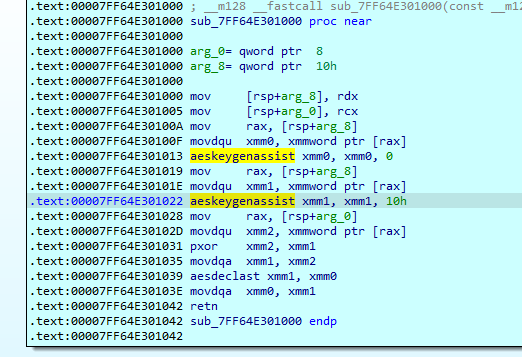 .text:00007FF64E301000 ; __m128 __fastcall sub_7FF64E301000(const __m12
.text:00007FF64E301000 sub_7FF64E301000 proc near
.text:00007FF64E301000
.text:00007FF64E301000 arg_0= qword ptr  8
.text:00007FF64E301000 arg_8= qword ptr  10h
.text:00007FF64E301000
.text:00007FF64E301000 mov     [rsp+arg_8], rdx
.text:00007FF64E301005 mov     [rsp+arg_0], rcx
.text:00007FF64E30100A mov     rax, [rsp+arg_8]
.text:00007FF64E30100F movdqu  xmm0, xmmword ptr [rax]
.text:00007FF64E301013 aeskeygenassist xmm0, xmm0, 0
.text:00007FF64E301019 mov     rax, [rsp+arg_8]
.text:00007FF64E30101E movdqu  xmm1, xmmword ptr [rax]
.text:00007FF64E301022 aeskeygenassist xmm1, xmm1, 10h
.text:00007FF64E301028 mov     rax, [rsp+arg_0]
.text:00007FF64E30102D movdqu  xmm2, xmmword ptr [rax]
.text:00007FF64E301031 pxor    xmm2, xmm1
.text:00007FF64E301035 movdqa  xmm1, xmm2
.text:00007FF64E301039 aesdeclast xmm1, xmm0
.text:00007FF64E30103E movdqa  xmm0, xmm1
.text:00007FF64E301042 retn
.text:00007FF64E301042 sub_7FF64E301000 endp
.text:00007FF64E301042